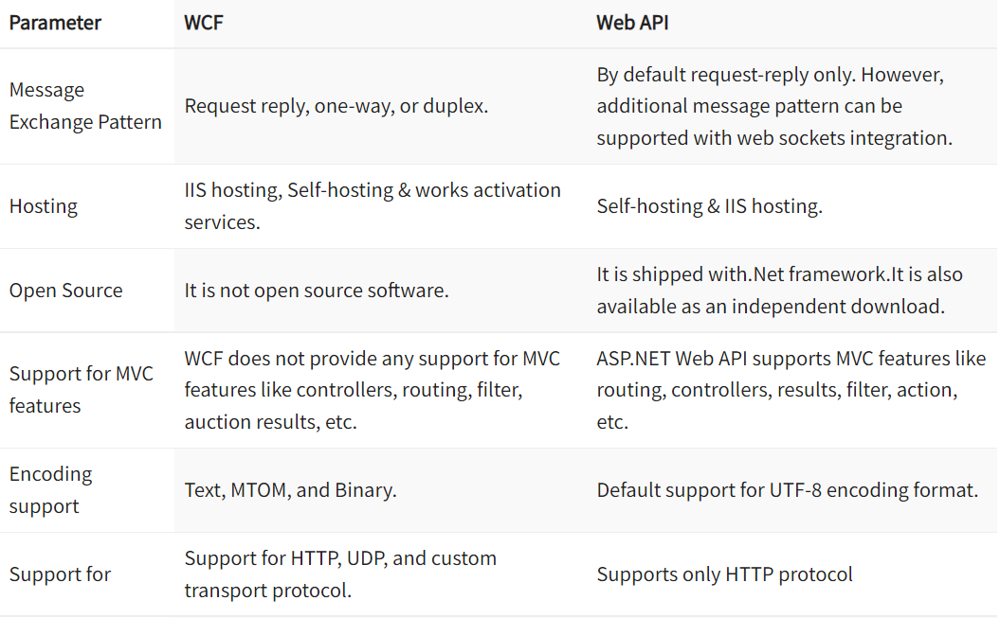 Parameter WCF Web API
Message Exchange Pattern
Request reply, one-way, or duplex.
By default request-reply only. However,
additional message pattern can be
supported with web sockets integration.
Hosting
IIS hosting, Self-hosting & works activation
services.
Self-hosting & IIS hosting.
Open Source
It is not open source software.
It is shipped with.Net framework.It is also
available as an independent download.
Support for MVC
features
WCF does not provide any support for MVC
features like controllers, routing, filter,
auction results, etc.
ASP.NET Web API supports MVC features like
routing, controllers, results, filter, action,
etc.
Encoding
support
Text, MTOM, and Binary.
Default support for UTF-8 encoding format.
Support for
Support for HTTP, UDP, and custom
transport protocol.
Supports only HTTP protocol